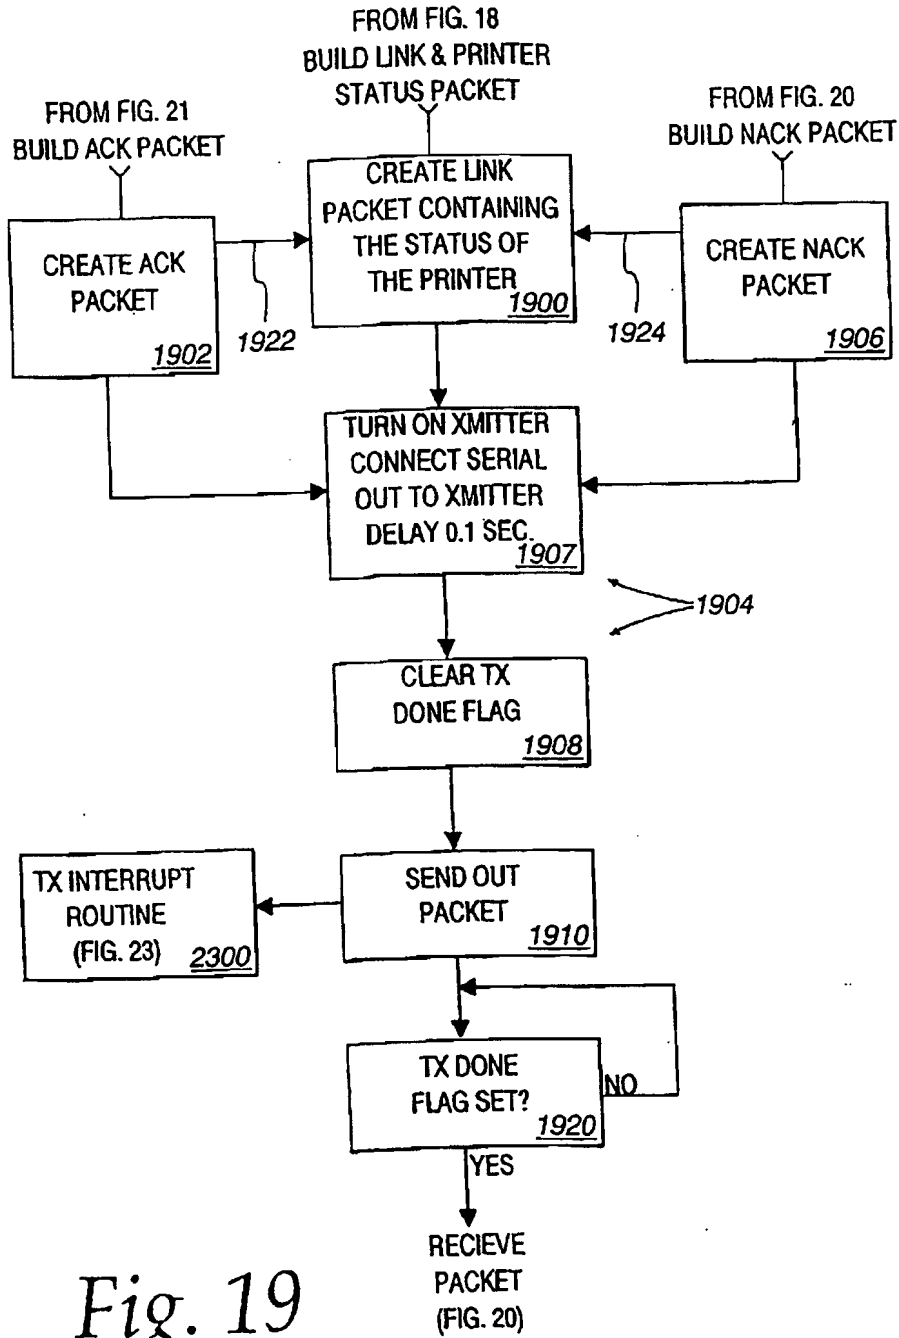 FROM FIG. 18
BUILD LINK & PRINTER
STATUS PACKET
FROM FIG. 21
BUILD ACK PACKET
FROM FIG. 20
BUILD NACK PACKET
CREATE LINK
PACKET CONTAINING
THE STATUS OF
THE PRINTER
1900
CREATE ACK
PACKET
1902
1922
1924
CREATE NACK
PACKET
1906
TURN ON XMITTER
CONNECT SERIAL
OUT TO XMITTER
DELAY 0.1 SEC.
1907
1904
CLEAR TX
DONE FLAG
1908
TX INTERRUPT
ROUTINE
(FIG. 23)
2300
SEND OUT
PACKET
1910
TX DONE
FLAG SET?
1920
NO
YES
RECIEVE
PACKET
(FIG. 20)
Fig. 19